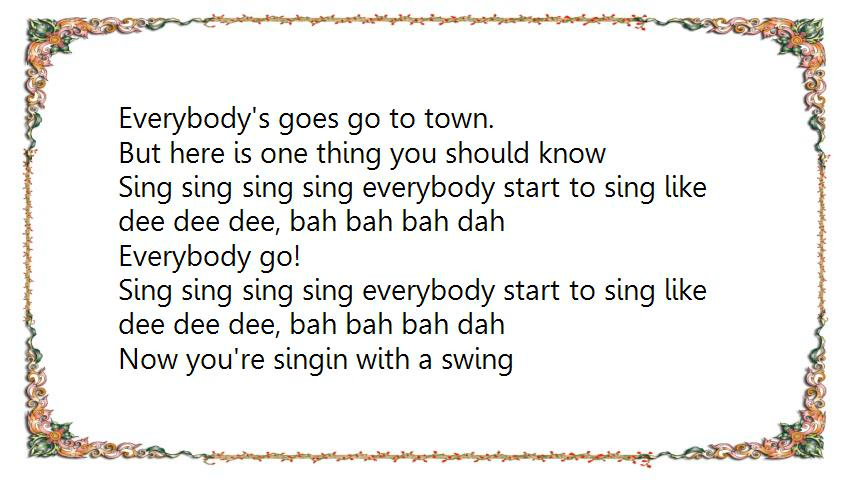 Everybody's goes go to town.
But here is one thing you should know
Sing sing sing sing everybody start to sing like
dee dee dee, bah bah bah dah
Everybody go!
Sing sing sing sing everybody start to sing like
dee dee dee, bah bah bah dah
Now you're singin with a swing